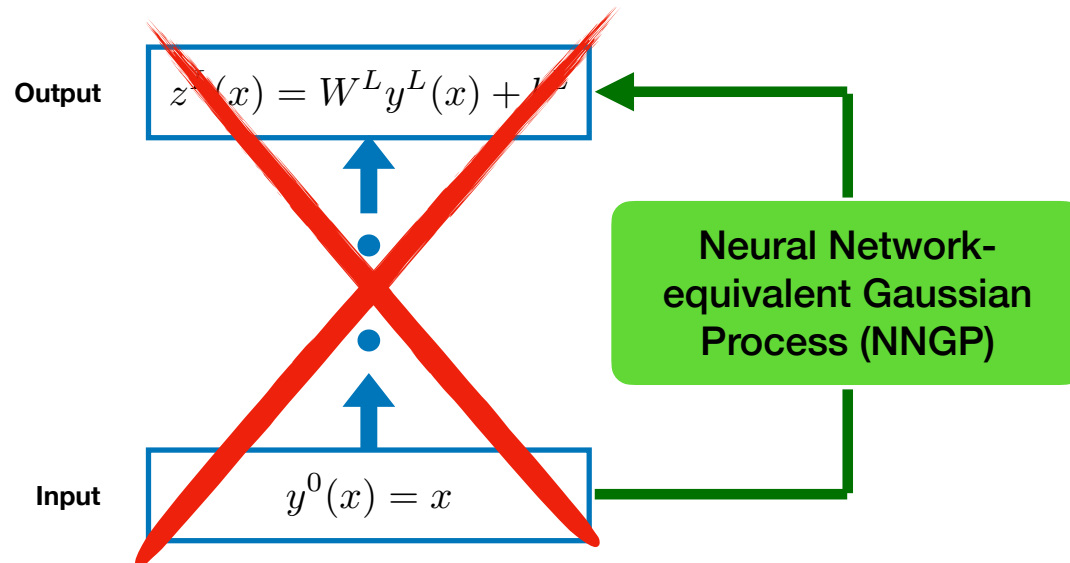 Output
z^L(x) = W^L y^L(x) + b^L
Neural Network-
equivalent Gaussian
Process (NNGP)
Input
y^0(x) = x